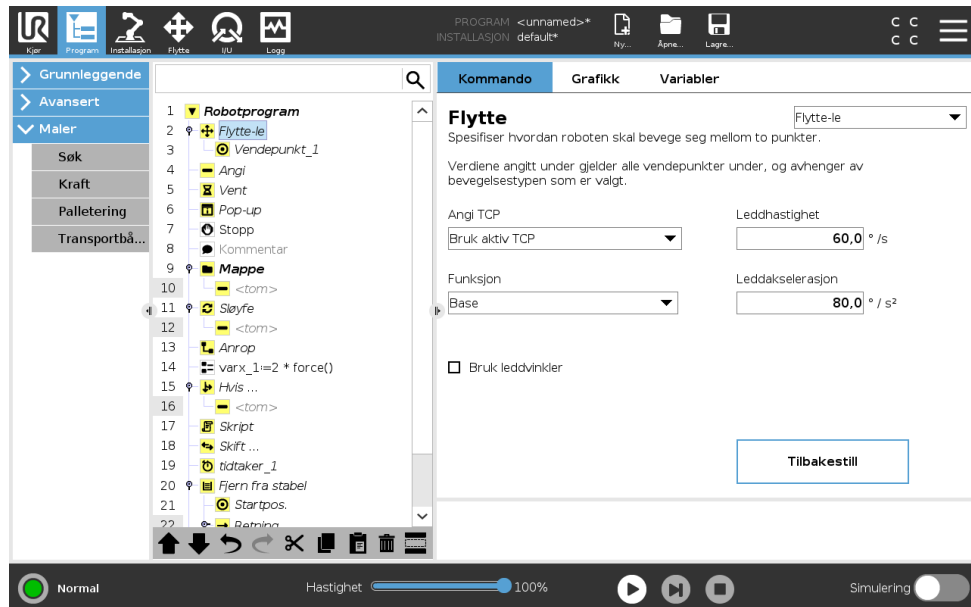 UR
PROGRAM <unnamed>*
INSTALLASJON default*
Kjør Program Installasjon Flytte I/U Logg
Ny... Åpne... Lagre...
C C
C C
Grunnleggende
Avansert
Maler
Søk
Kraft
Palletering
Transportbå...
1 Robotprogram
2 Flytte-le
3 Vendepunkt_1
4 Angi
5 Vent
6 Pop-up
7 Stopp
8 Kommentar
9 Mappe
10 <tom>
11 Sløyfe
12 <tom>
13 Anrop
14 varx_1:=2 * force()
15 Hvis ...
16 <tom>
17 Skript
18 Skift ...
19 tidtaker_1
20 Fjern fra stabel
21 Startpos.
22 Retning
Kommando Grafikk Variabler
Flytte
Flytte-le
Spesifiser hvordan roboten skal bevege seg mellom to punkter.
Verdiene angitt under gjelder alle vendepunkter under, og avhenger av
bevegelsestypen som er valgt.
Angi TCP Leddhastighet
Bruk aktiv TCP 60,0 ° /s
Funksjon Leddakselerasjon
Base 80,0 ° / s²
Bruk leddvinkler
Tilbakestill
Normal Hastighet 100% Simulering